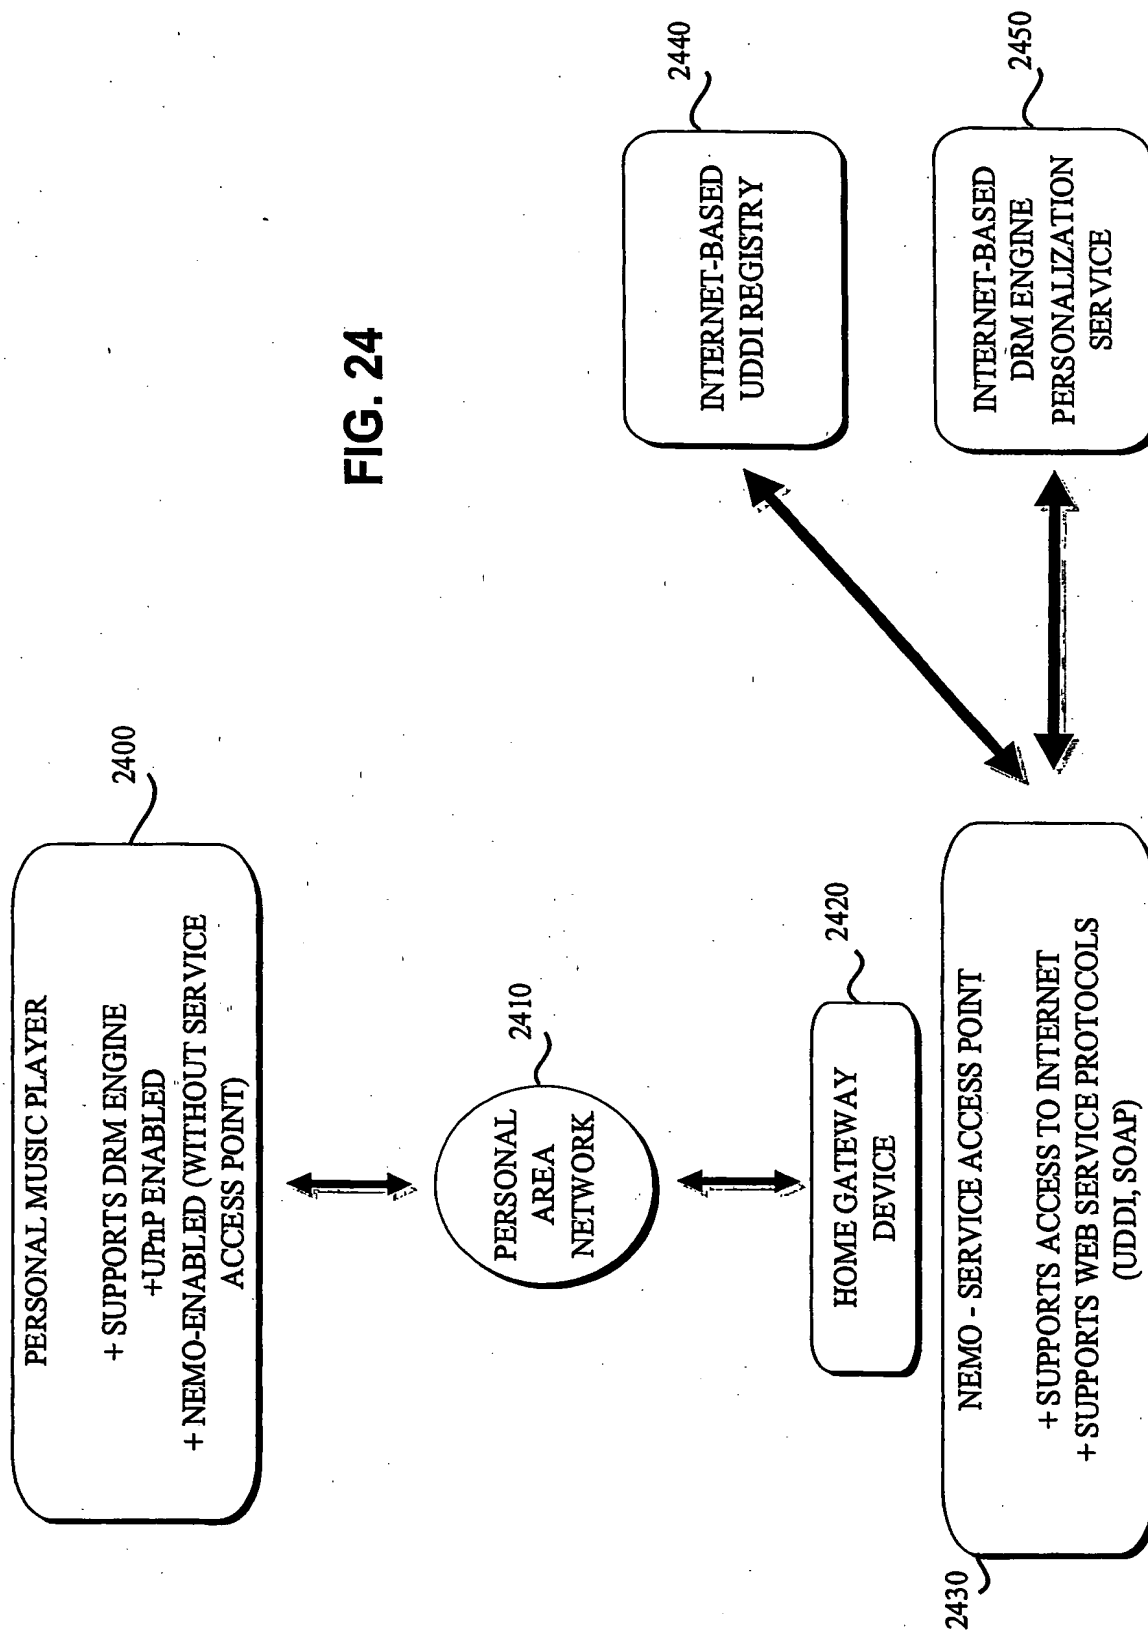 FIG. 24
PERSONAL MUSIC PLAYER
+ SUPPORTS DRM ENGINE
+UPnP ENABLED
+ NEMO-ENABLED (WITHOUT SERVICE
ACCESS POINT)
2400
PERSONAL
AREA
NETWORK
2410
HOME GATEWAY
DEVICE
2420
NEMO - SERVICE ACCESS POINT
+ SUPPORTS ACCESS TO INTERNET
+ SUPPORTS WEB SERVICE PROTOCOLS
(UDDI, SOAP)
2430
INTERNET-BASED
UDDI REGISTRY
2440
INTERNET-BASED
DRM ENGINE
PERSONALIZATION
SERVICE
2450